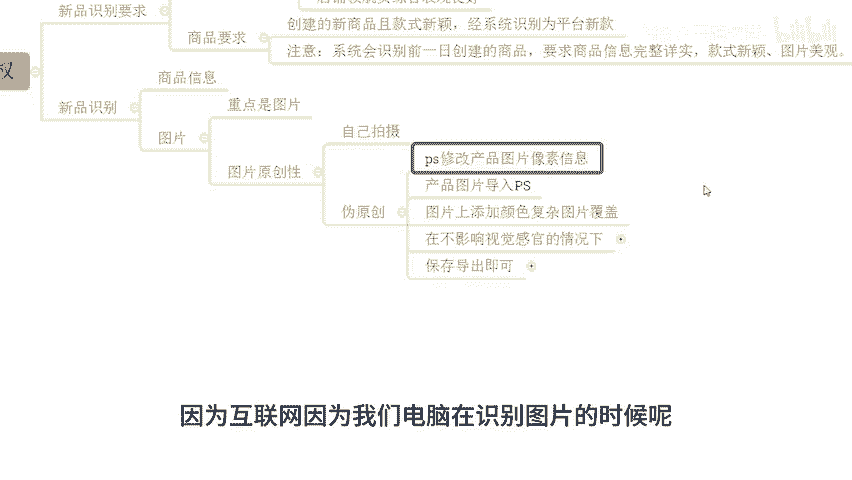 新品识别要求
商品要求
创建的新商品且款式新颖，经系统识别为平台新款
注意：系统会识别前一日创建的商品，要求商品信息完整详实，款式新颖、图片美观。
权
新品识别
商品信息
图片
重点是图片
图片原创性
自己拍摄
伪原创
ps修改产品图片像素信息
产品图片导入PS
图片上添加颜色复杂图片覆盖
在不影响视觉感官的情况下
保存导出即可
因为互联网因为我们电脑在识别图片的时候呢